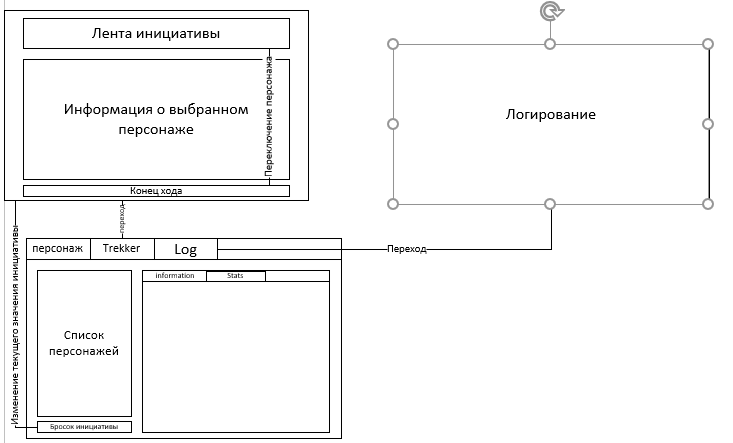 Лента инициативы
Информация о выбранном
персонаже
Переключение персонажа
Конец хода
Логирование
переход
персонаж
Trekker
Log
Переход
Изменение текущего значения инициативы
information
Stats
Список
персонажей
Бросок инициативы